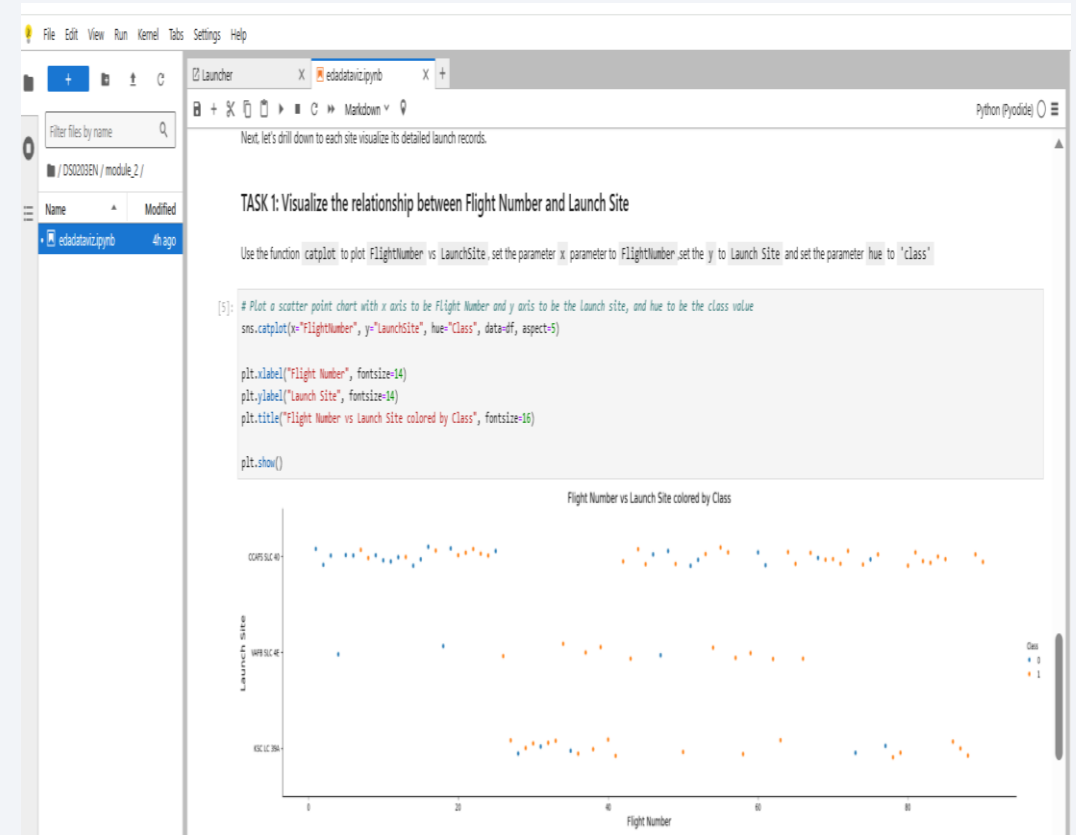 File Edit View Run Kernel Tabs Settings Help
Launcher X edadataviz.ipynb X +
Markdown
Python (Pyodide)
Filter files by name
/ DS0203EN / module_2 /
Name Modified
edadataviz.ipynb 4h ago
Next, let's drill down to each site visualize its detailed launch records.
TASK 1: Visualize the relationship between Flight Number and Launch Site
Use the function catplot to plot FlightNumber vs LaunchSite, set the parameter x parameter to FlightNumber,set the y to Launch Site and set the parameter hue to 'class'
[5]: # Plot a scatter point chart with x axis to be Flight Number and y axis to be the launch site, and hue to be the class value
sns.catplot(x="FlightNumber", y="LaunchSite", hue="Class", data=df, aspect=5)
plt.xlabel("Flight Number", fontsize=14)
plt.ylabel("Launch Site", fontsize=14)
plt.title("Flight Number vs Launch Site colored by Class", fontsize=16)
plt.show()
Flight Number vs Launch Site colored by Class
CCAFS SLC 40
VAFB SLC 4E
KSC LC 39A
Launch Site
Class
0
1
0 20 40 60 80
Flight Number